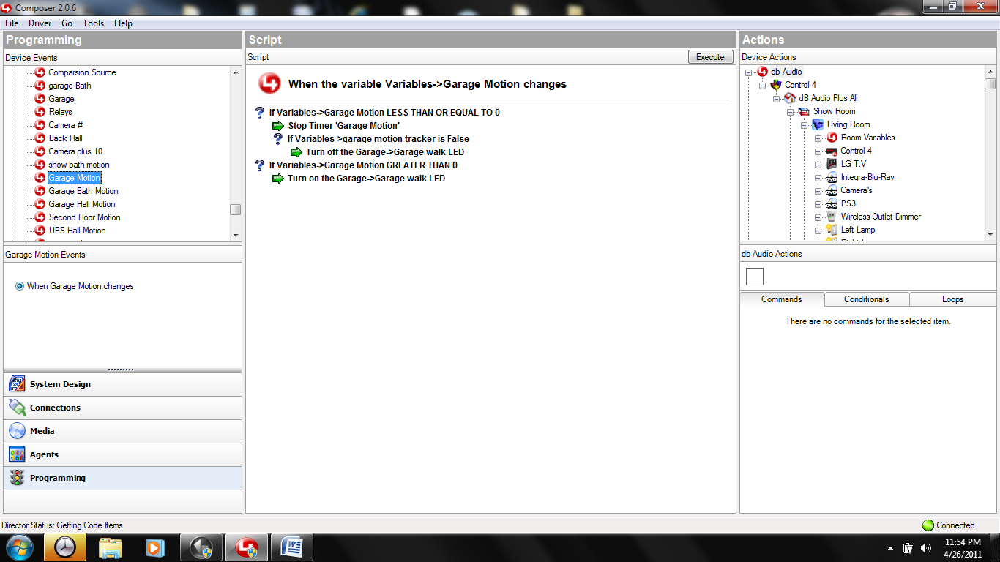 Composer 2.0.6
File Driver Go Tools Help
Programming
Device Events
Comparsion Source
garage Bath
Garage
Relays
Camera #
Back Hall
Camera plus 10
show bath motion
Garage Motion
Garage Bath Motion
Garage Hall Motion
Second Floor Motion
UPS Hall Motion
Garage Motion Events
When Garage Motion changes
System Design
Connections
Media
Agents
Programming
Script
Script
Execute
When the variable Variables->Garage Motion changes
If Variables->Garage Motion LESS THAN OR EQUAL TO 0
Stop Timer 'Garage Motion'
If Variables->garage motion tracker is False
Turn off the Garage->Garage walk LED
If Variables->Garage Motion GREATER THAN 0
Turn on the Garage->Garage walk LED
Actions
Device Actions
db Audio
Control 4
dB Audio Plus All
Show Room
Living Room
Room Variables
Control 4
LG T.V
Integra-Blu-Ray
Camera's
PS3
Wireless Outlet Dimmer
Left Lamp
db Audio Actions
Commands Conditionals Loops
There are no commands for the selected item.
Director Status: Getting Code Items
Connected
11:54 PM
4/26/2011